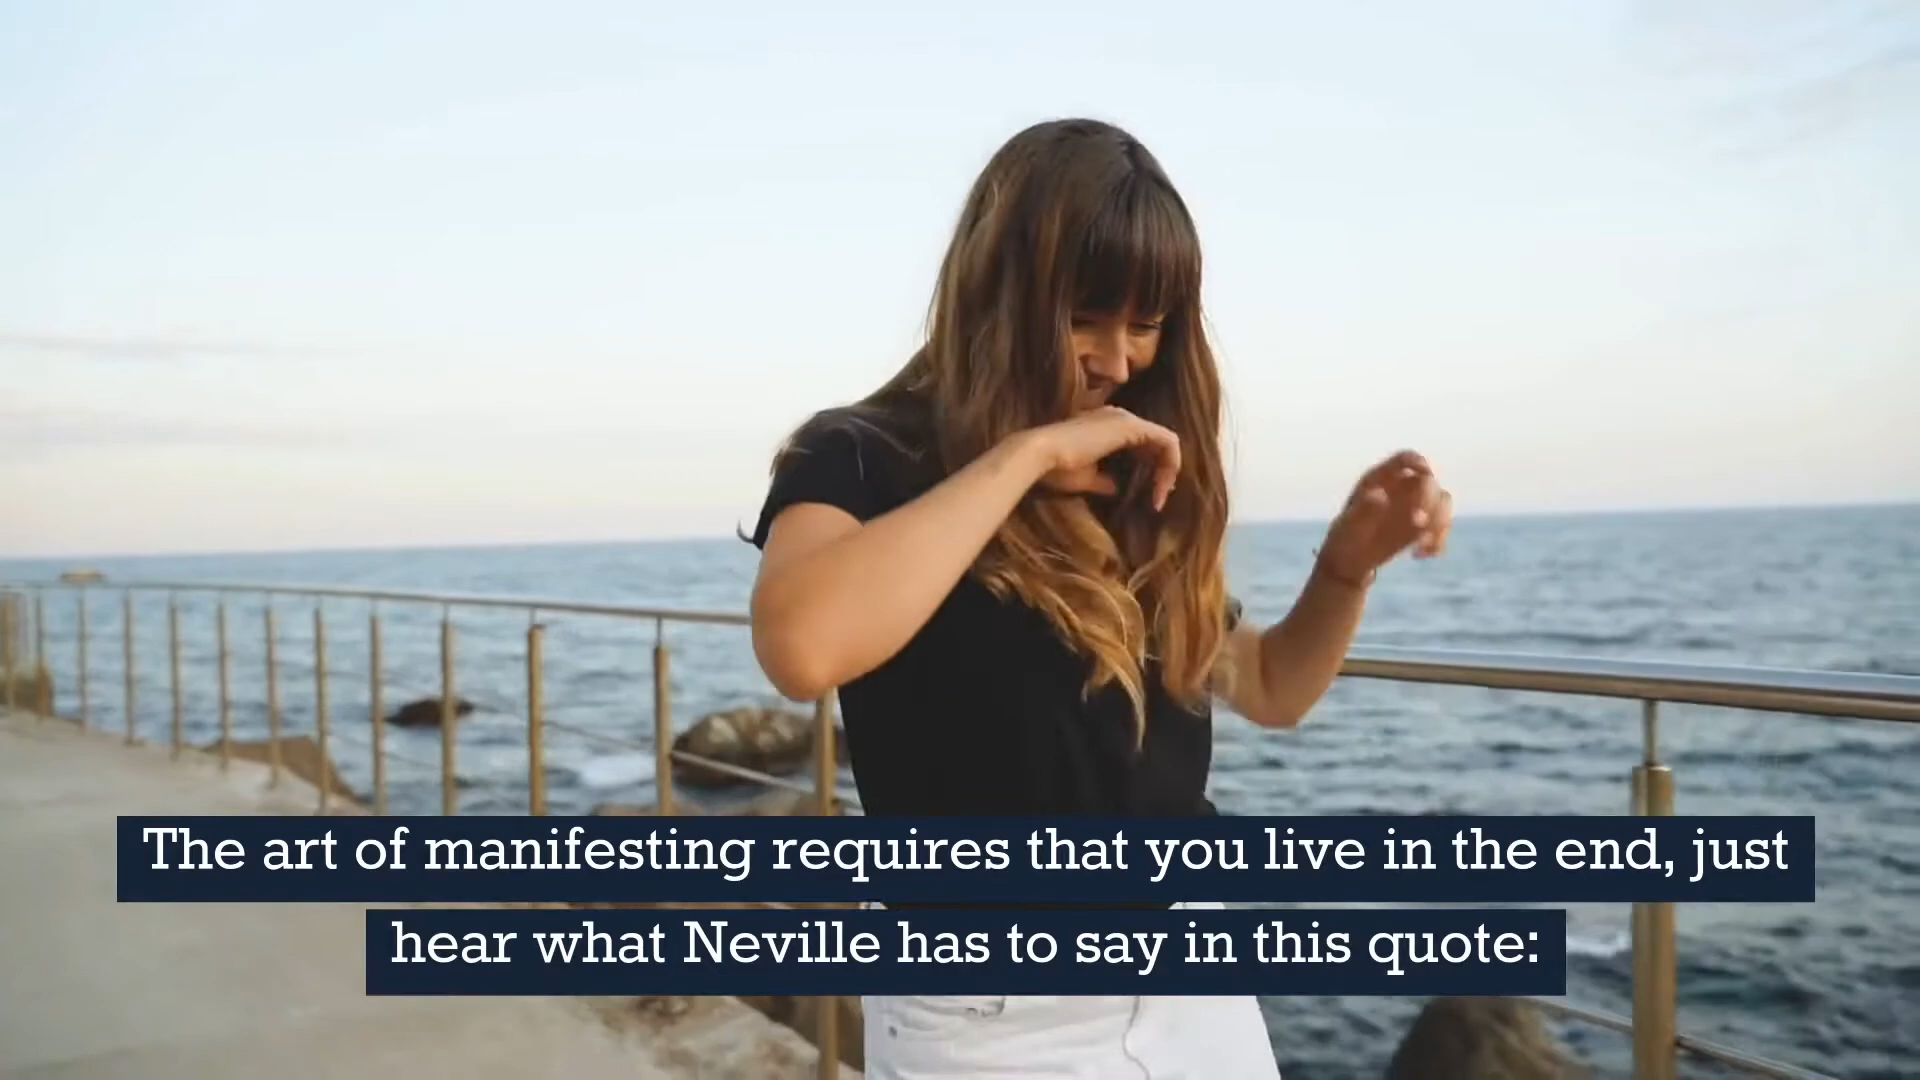 The art of manifesting requires that you live in the end, just
hear what Neville has to say in this quote: